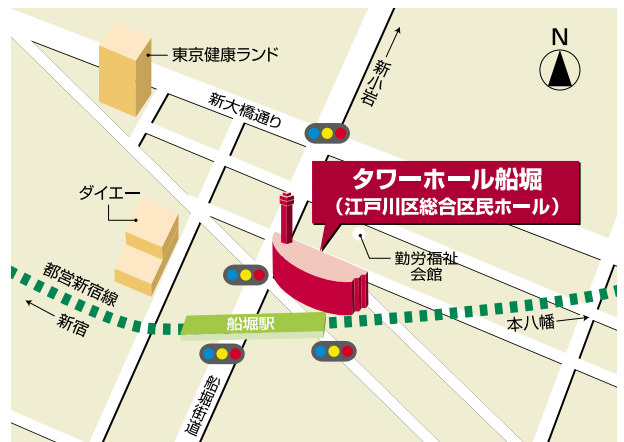 東京健康ランド
新小岩
N
新大橋通り
タワーホール船堀
(江戸川区総合区民ホール)
ダイエー
勤労福祉
会館
都営新宿線
新宿
船堀駅
本八幡
船堀街道